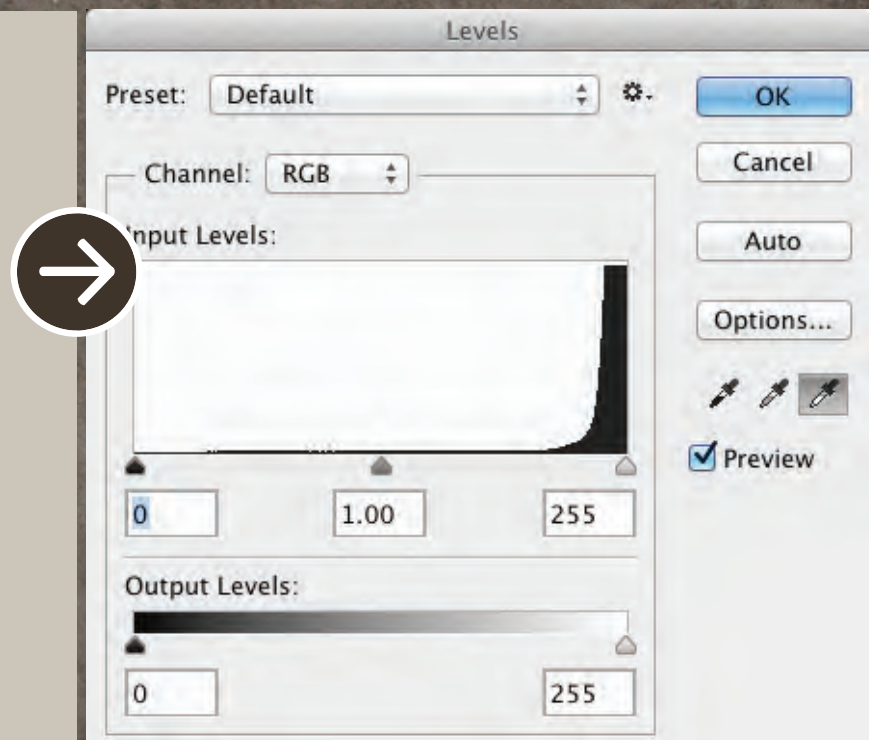 Levels
Preset: Default
OK
Channel: RGB
Cancel
Input Levels:
Auto
Options...
Preview
0 1.00 255
Output Levels:
0 255